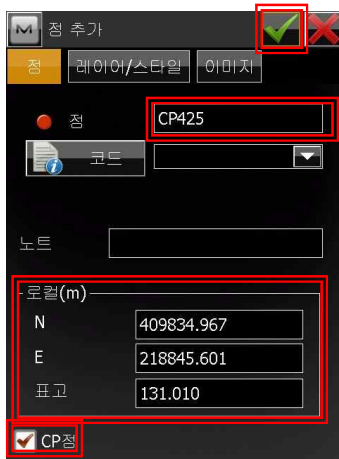 M 점 추가
점 레이어/스타일 이미지
점 CP425
코드
노트
로컬(m)
N 409834.967
E 218845.601
표고 131.010
CP점